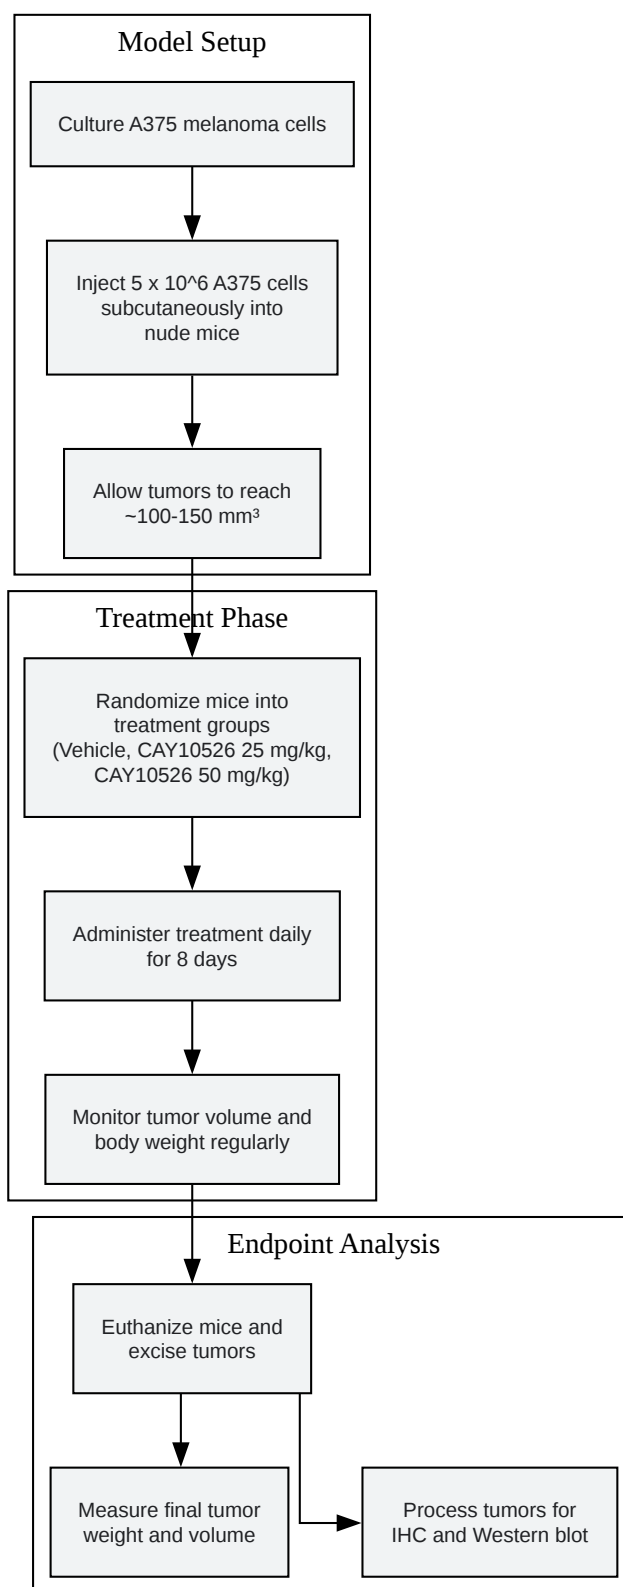 Model Setup
Culture A375 melanoma cells
Inject 5 x 10^6 A375 cells
subcutaneously into
nude mice
Allow tumors to reach
~100-150 mm³
Treatment Phase
Randomize mice into
treatment groups
(Vehicle, CAY10526 25 mg/kg,
CAY10526 50 mg/kg)
Administer treatment daily
for 8 days
Monitor tumor volume and
body weight regularly
Endpoint Analysis
Euthanize mice and
excise tumors
Measure final tumor
weight and volume
Process tumors for
IHC and Western blot